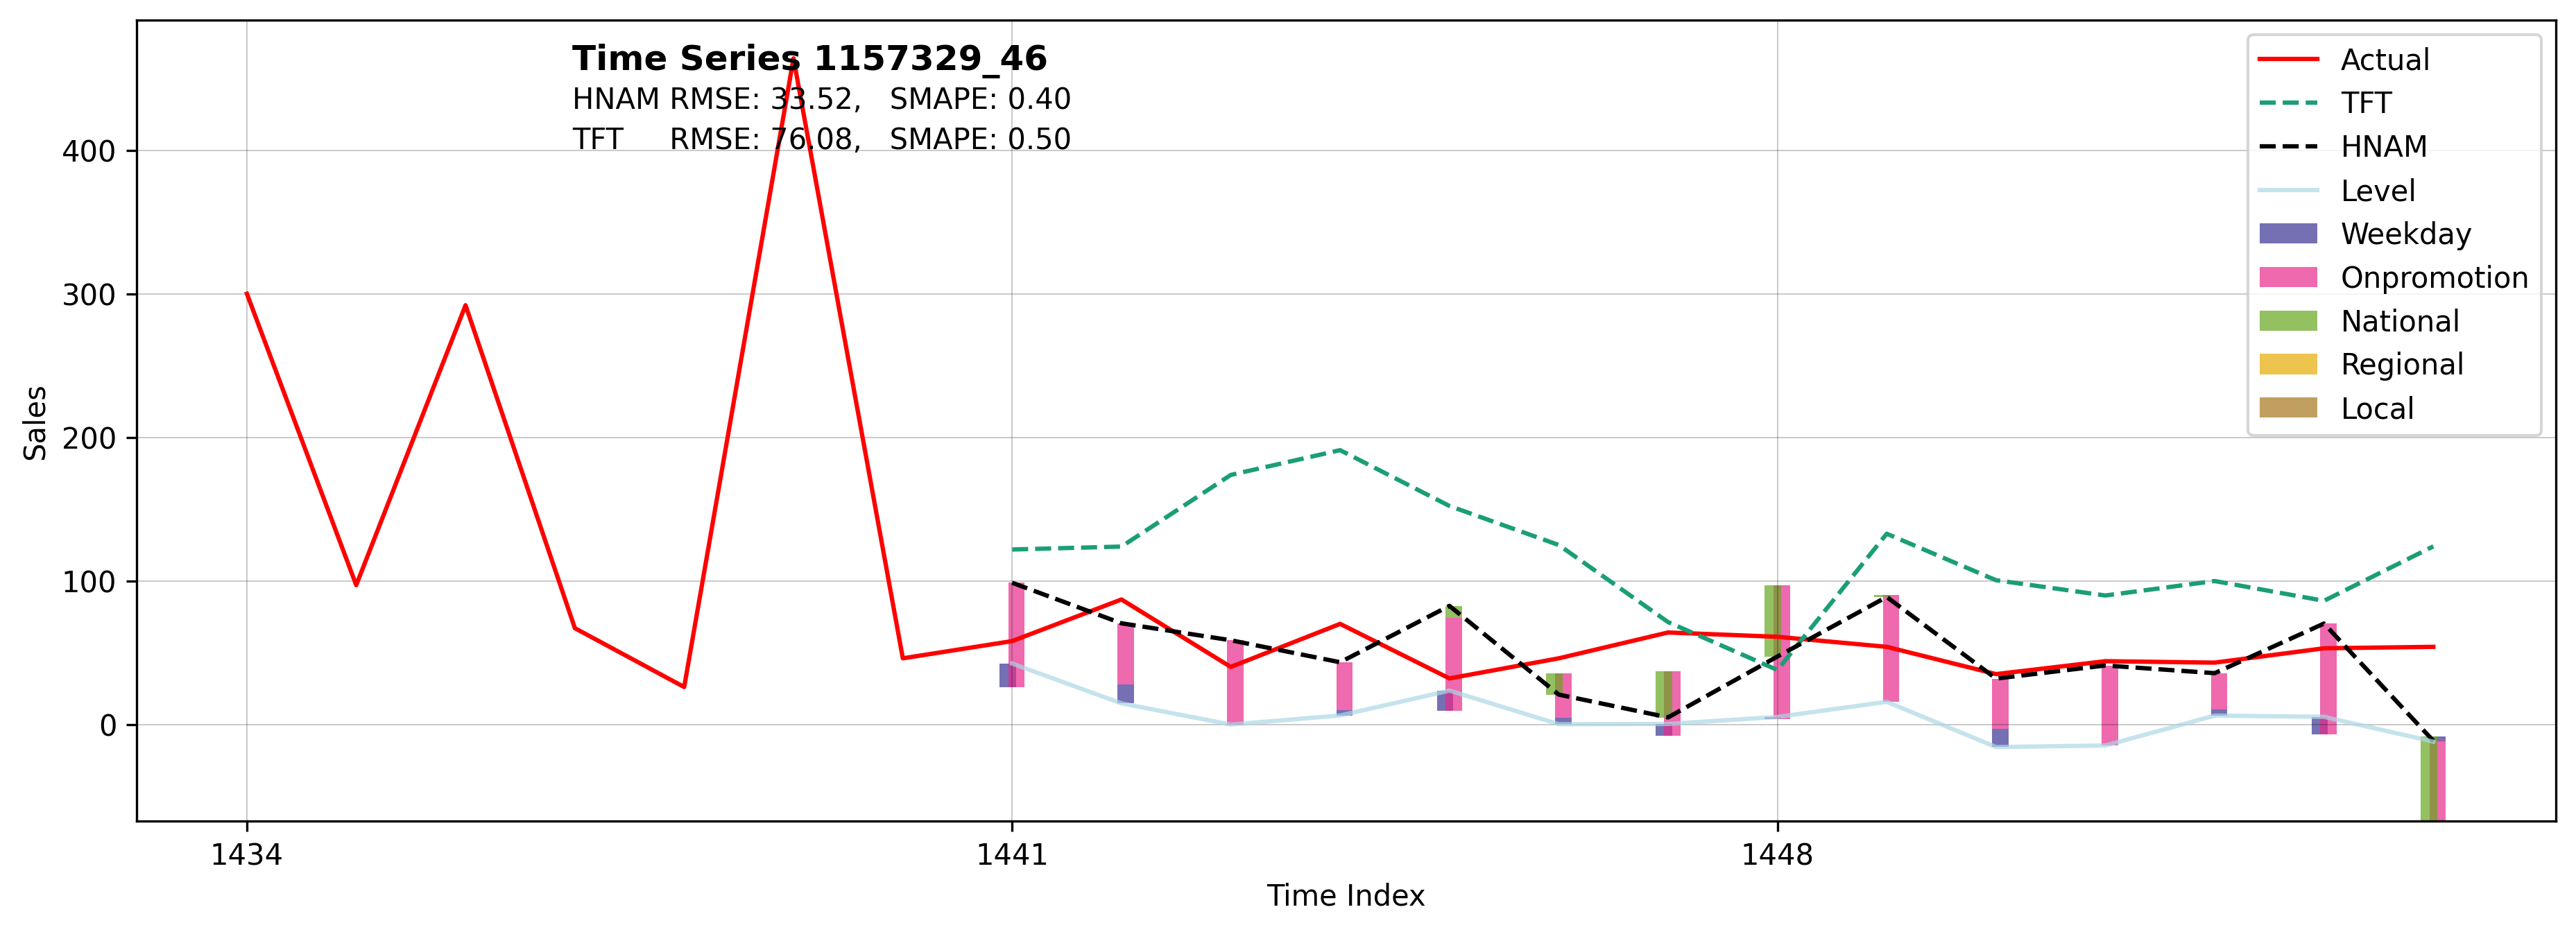 Time Series 1157329_46
HNAM RMSE: 33.52, SMAPE: 0.40
TFT RMSE: 76.08, SMAPE: 0.50
Actual
TFT
HNAM
Level
Weekday
Onpromotion
National
Regional
Local
Sales
400
300
200
100
0
1434
1441
1448
Time Index